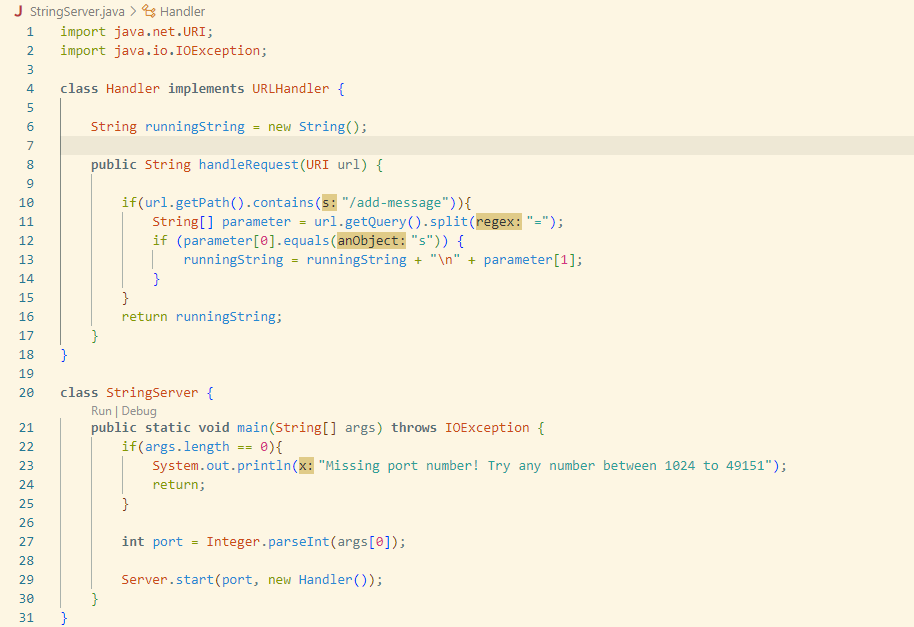 StringServer.java > Handler
1 import java.net.URI;
2 import java.io.IOException;
3
4 class Handler implements URLHandler {
5
6     String runningString = new String();
7
8     public String handleRequest(URI url) {
9
10         if(url.getPath().contains(s: "/add-message")){
11             String[] parameter = url.getQuery().split(regex: "=");
12             if (parameter[0].equals(anObject: "s")) {
13                 runningString = runningString + "\n" + parameter[1];
14             }
15         }
16         return runningString;
17     }
18 }
19
20 class StringServer {
Run | Debug
21     public static void main(String[] args) throws IOException {
22         if(args.length == 0){
23             System.out.println(x: "Missing port number! Try any number between 1024 to 49151");
24             return;
25         }
26
27         int port = Integer.parseInt(args[0]);
28
29         Server.start(port, new Handler());
30     }
31 }